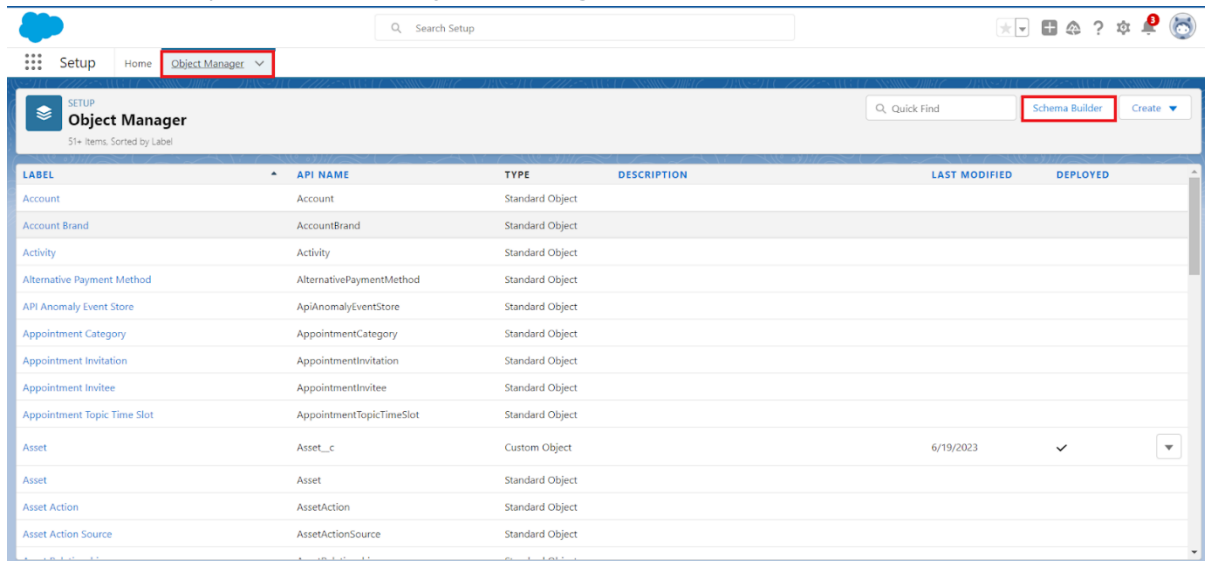 Search Setup
3
Setup Home Object Manager
SETUP
Object Manager
51+ Items, Sorted by Label
Quick Find Schema Builder Create
LABEL API NAME TYPE DESCRIPTION LAST MODIFIED DEPLOYED
Account Account Standard Object
Account Brand AccountBrand Standard Object
Activity Activity Standard Object
Alternative Payment Method AlternativePaymentMethod Standard Object
API Anomaly Event Store ApiAnomalyEventStore Standard Object
Appointment Category AppointmentCategory Standard Object
Appointment Invitation AppointmentInvitation Standard Object
Appointment Invitee AppointmentInvitee Standard Object
Appointment Topic Time Slot AppointmentTopicTimeSlot Standard Object
Asset Asset__c Custom Object 6/19/2023
Asset Asset Standard Object
Asset Action AssetAction Standard Object
Asset Action Source AssetActionSource Standard Object